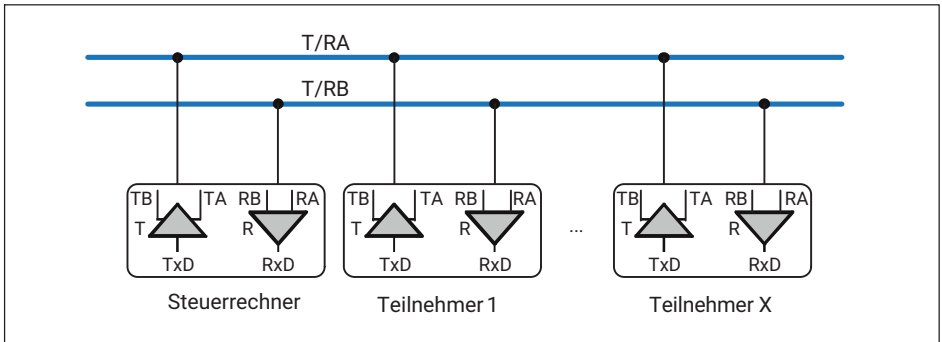 T/RA
T/RB
TB TA RB RA TB TA RB RA TB TA RB RA
T R T R ... T R
TxD RxD TxD RxD TxD RxD
Steuerrechner Teilnehmer 1 Teilnehmer X